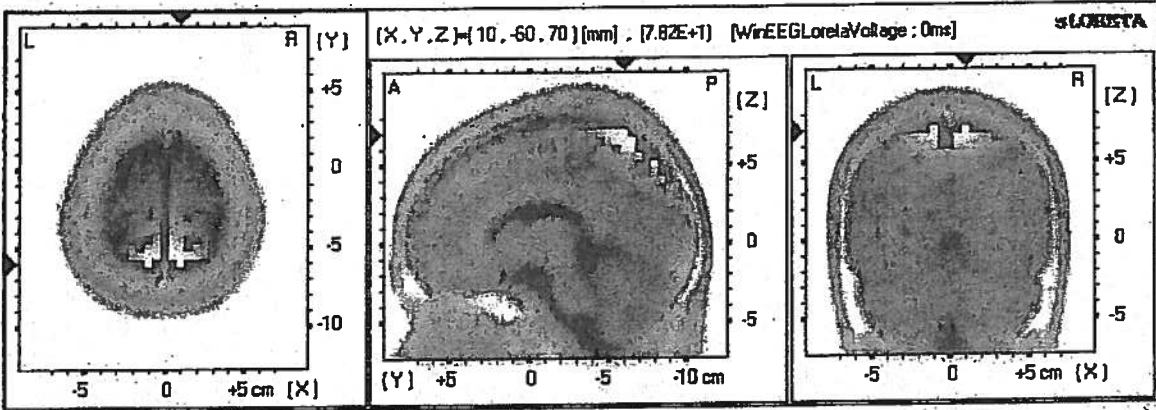 (X,Y,Z)=(10,-60,70)[mm] ; [7.82E+1) [WinEEGLoretaVoltage ; 0ms] sLORETA
L R (Y)
+5
0
-5
-10
-5 0 +5 cm (X)
A P (Z)
+5
0
-5
(Y) +5 0 -5 -10 cm
L R (Z)
+5
0
-5
-5 0 +5 cm (X)